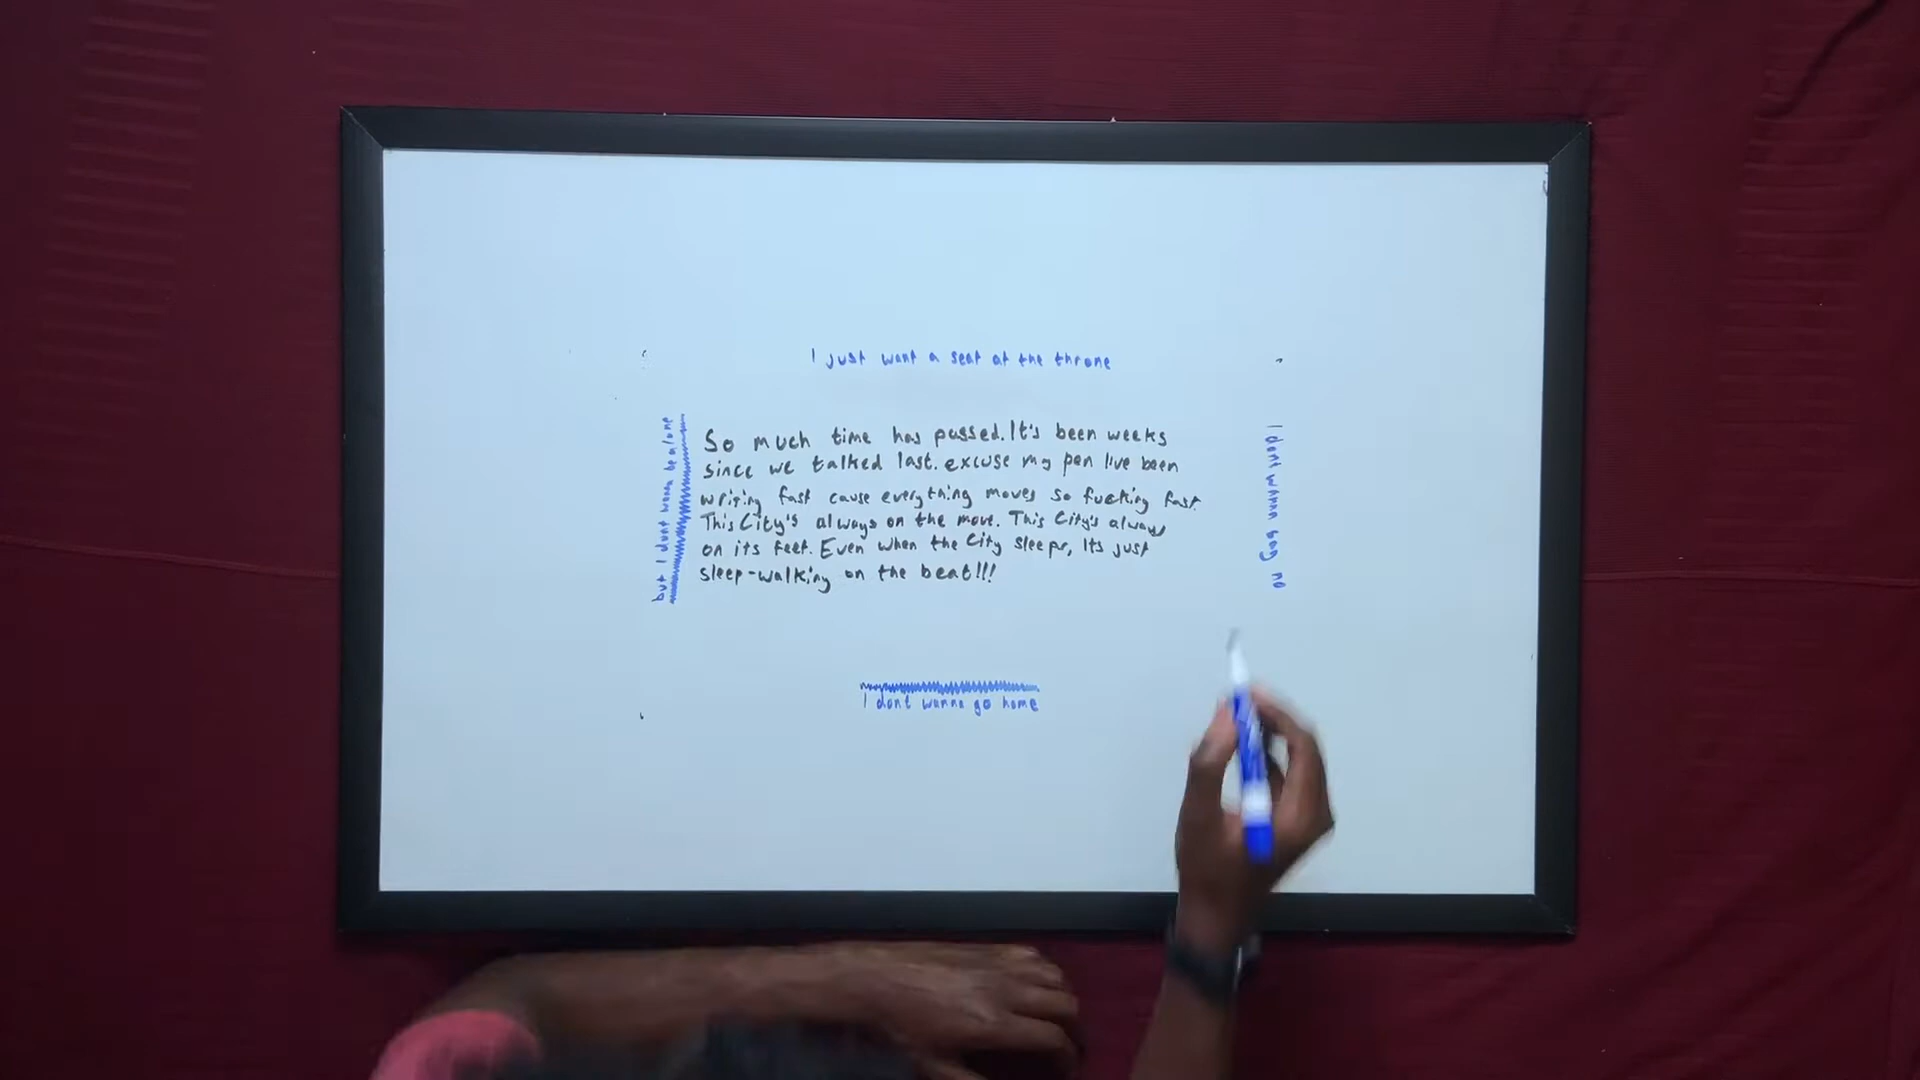 I just want a seat at the throne
but I dont wanna be alone
So much time has passed. It's been weeks
since we talked last. excuse my pen I've been
writing fast cause everything moves so fucking fast.
This City's always on the move. This City's always
on its feet. Even when the City sleeps, Its just
sleep-walking on the beat!!!
I dont wanna beg no
I dont wanna go home